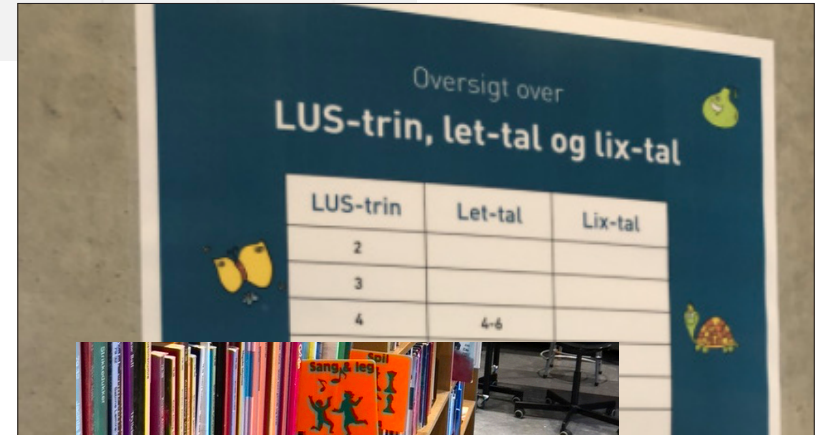 Oversigt over
LUS-trin, let-tal og lix-tal
LUS-trin Let-tal Lix-tal
2
3
4 4-6
Spil
Sang & leg